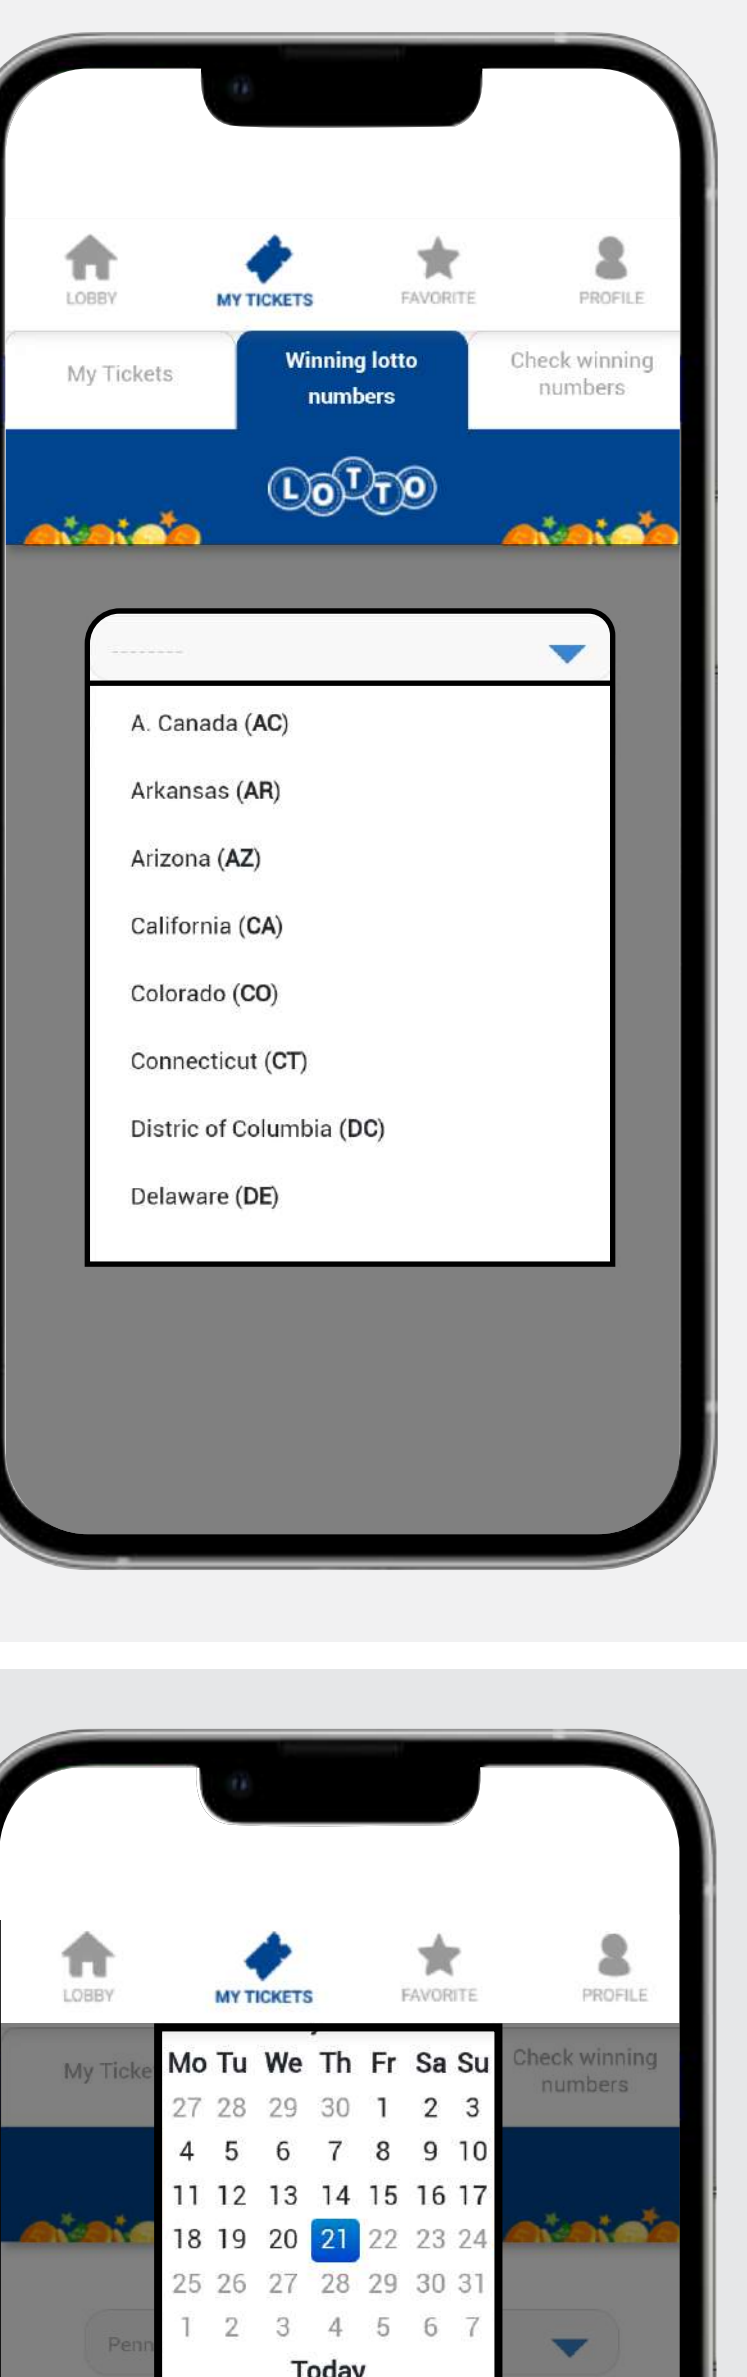 LOBBY MY TICKETS FAVORITE PROFILE
My Tickets
Winning lotto
numbers
Check winning
numbers
LOTTO
--------
A. Canada (AC)
Arkansas (AR)
Arizona (AZ)
California (CA)
Colorado (CO)
Connecticut (CT)
Distric of Columbia (DC)
Delaware (DE)
LOBBY MY TICKETS FAVORITE PROFILE
My Ticke
Check winning
numbers
Mo Tu We Th Fr Sa Su
27 28 29 30 1 2 3
4 5 6 7 8 9 10
11 12 13 14 15 16 17
18 19 20 21 22 23 24
25 26 27 28 29 30 31
1 2 3 4 5 6 7
Penn
Today